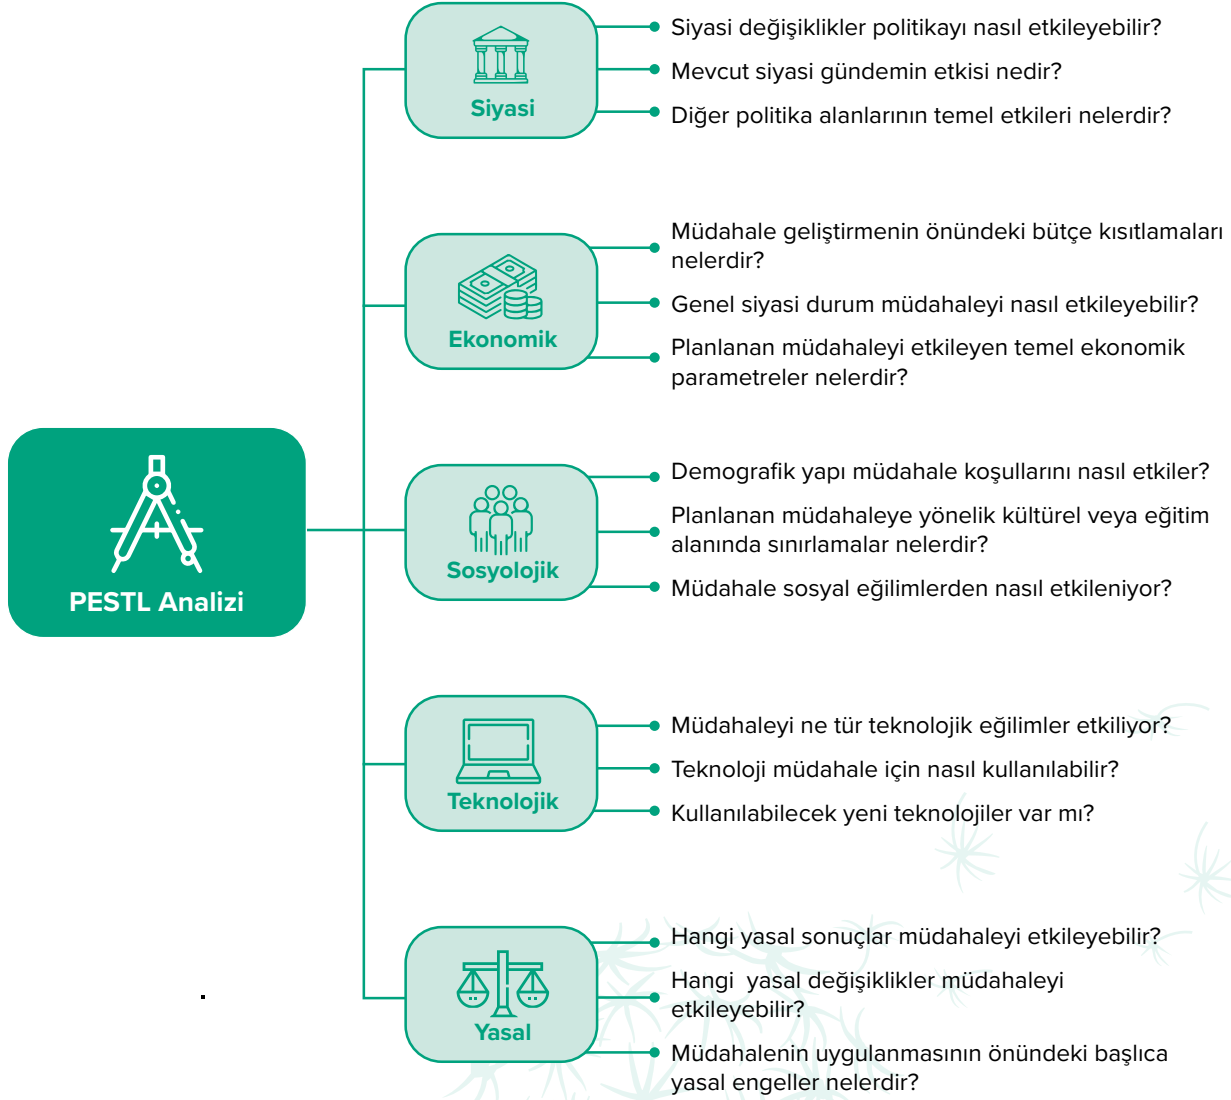 Siyasi değişiklikler politikayı nasıl etkileyebilir?
Mevcut siyasi gündemin etkisi nedir?
Siyasi
Diğer politika alanlarının temel etkileri nelerdir?
Müdahale geliştirmenin önündeki bütçe kısıtlamaları
nelerdir?
Genel siyasi durum müdahaleyi nasıl etkileyebilir?
Ekonomik
Planlanan müdahaleyi etkileyen temel ekonomik
parametreler nelerdir?
Demografik yapı müdahale koşullarını nasıl etkiler?
Planlanan müdahaleye yönelik kültürel veya eğitim
alanında sınırlamalar nelerdir?
Sosyolojik
Müdahale sosyal eğilimlerden nasıl etkileniyor?
PESTL Analizi
Müdahaleyi ne tür teknolojik eğilimler etkiliyor?
Teknoloji müdahale için nasıl kullanılabilir?
Teknolojik
Kullanılabilecek yeni teknolojiler var mı?
Hangi yasal sonuçlar müdahaleyi etkileyebilir?
Hangi  yasal değişiklikler müdahaleyi
etkileyebilir?
Yasal
Müdahalenin uygulanmasının önündeki başlıca
yasal engeller nelerdir?